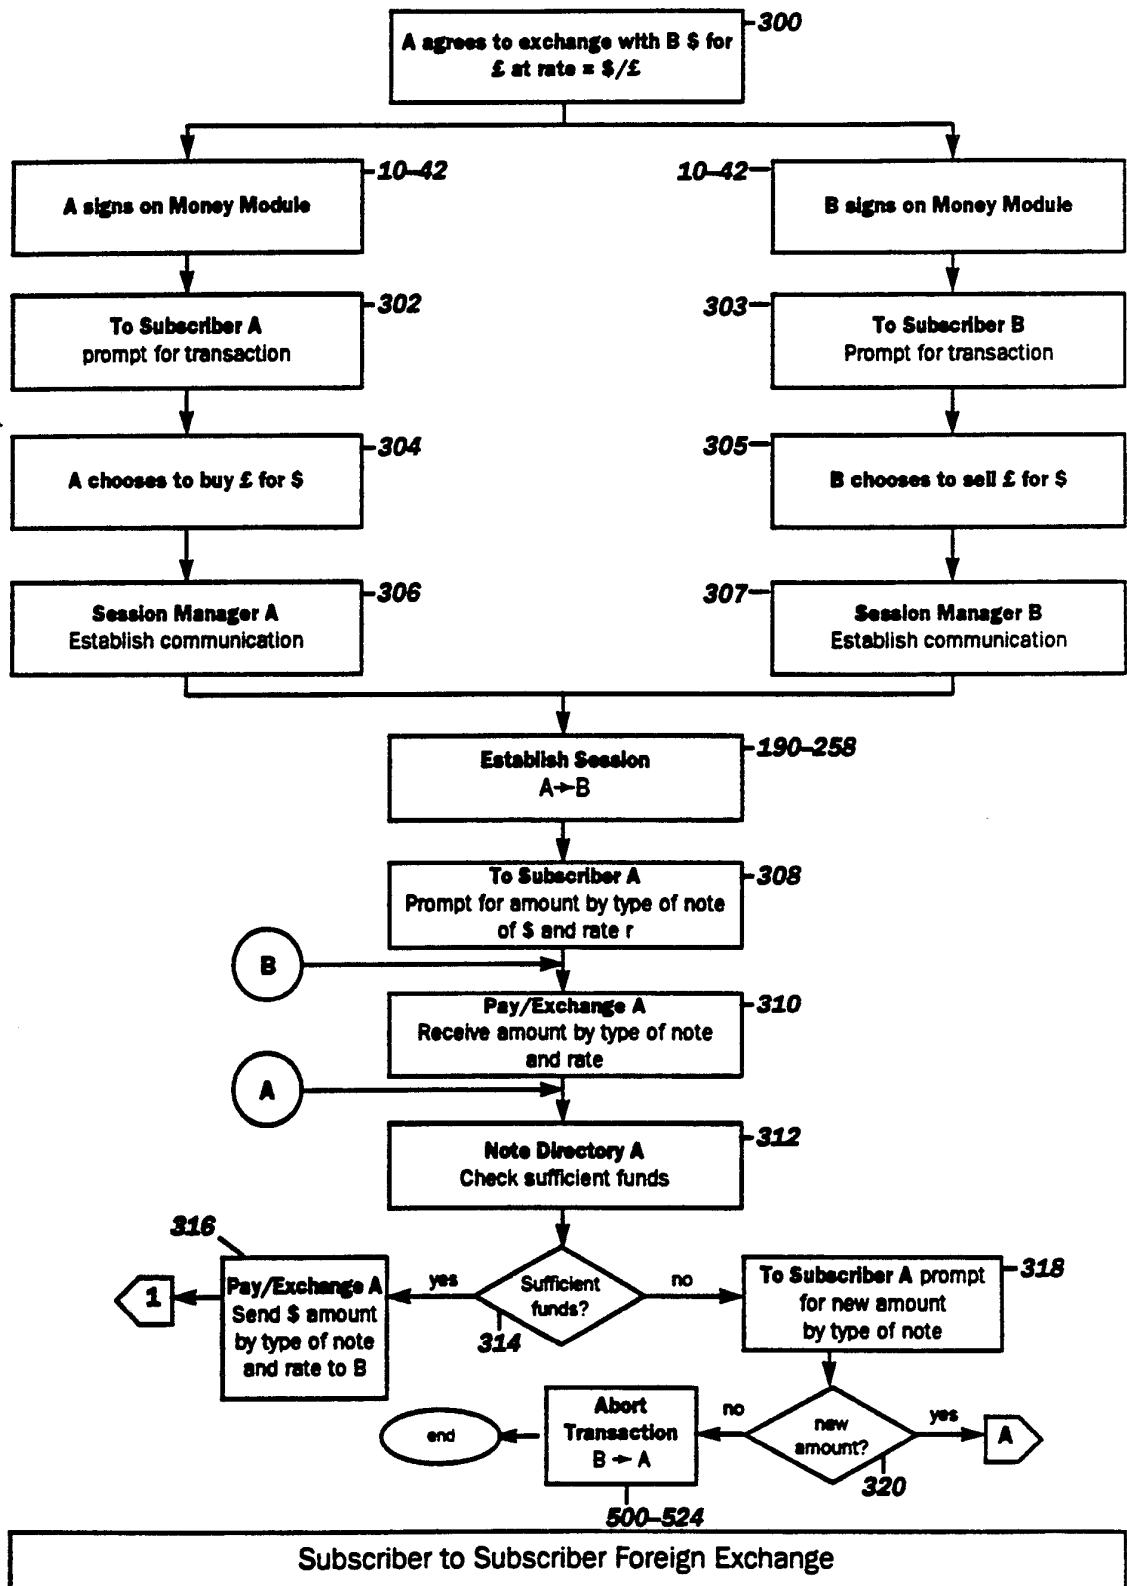 300
A agrees to exchange with B $ for
£ at rate = $/£
10–42
A signs on Money Module
10–42
B signs on Money Module
302
To Subscriber A
prompt for transaction
303
To Subscriber B
Prompt for transaction
304
A chooses to buy £ for $
305
B chooses to sell £ for $
306
Session Manager A
Establish communication
307
Session Manager B
Establish communication
190–258
Establish Session
A→B
308
To Subscriber A
Prompt for amount by type of note
of $ and rate r
B
310
Pay/Exchange A
Receive amount by type of note
and rate
A
312
Note Directory A
Check sufficient funds
316
1
Pay/Exchange A
Send $ amount
by type of note
and rate to B
yes
Sufficient
funds?
314
no
318
To Subscriber A prompt
for new amount
by type of note
end
Abort
Transaction
B → A
500–524
no
new
amount?
320
yes
A
Subscriber to Subscriber Foreign Exchange